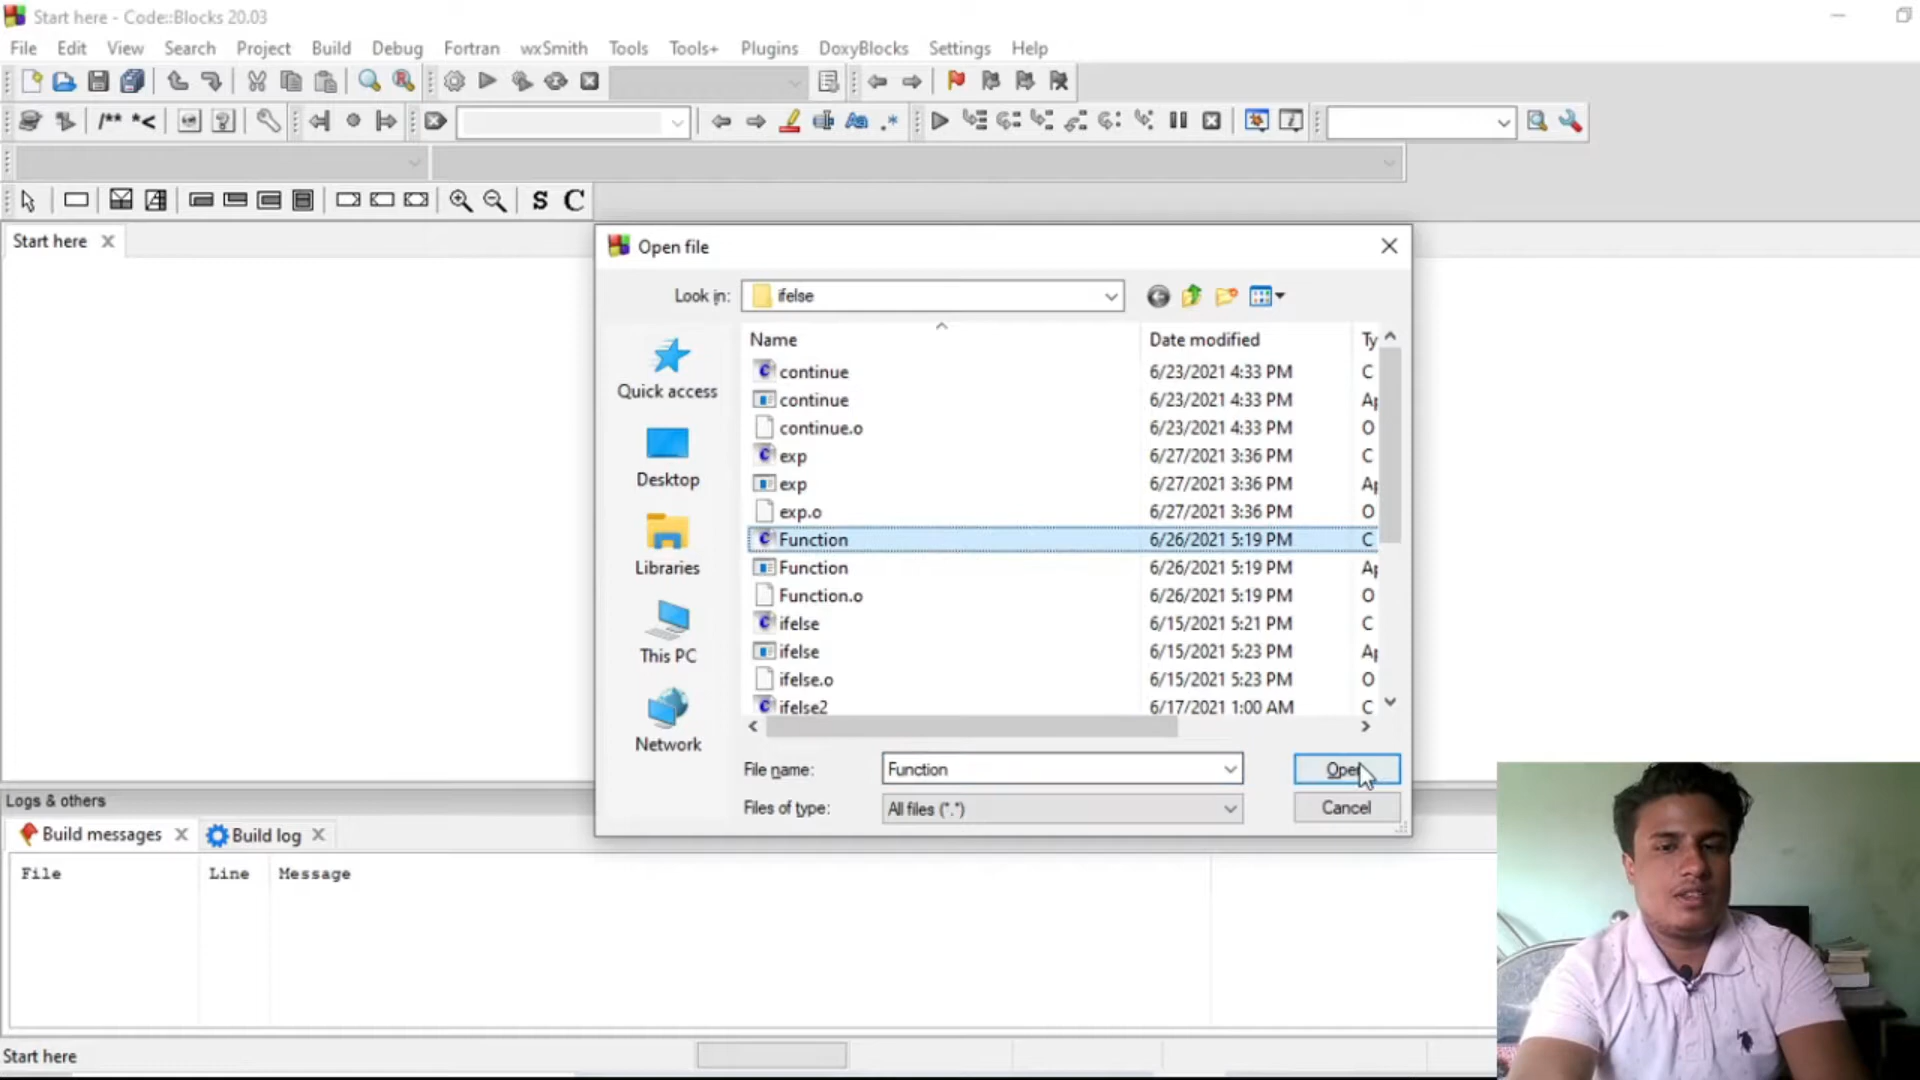 Start here - Code::Blocks 20.03
File Edit View Search Project Build Debug Fortran wxSmith Tools Tools+ Plugins DoxyBlocks Settings Help
/** *<
Aa .*
S C
Start here
Open file
Look in: ifelse
Name Date modified Ty
continue 6/23/2021 4:33 PM C
continue 6/23/2021 4:33 PM Ap
continue.o 6/23/2021 4:33 PM O
exp 6/27/2021 3:36 PM C
exp 6/27/2021 3:36 PM Ap
exp.o 6/27/2021 3:36 PM O
Function 6/26/2021 5:19 PM C
Function 6/26/2021 5:19 PM Ap
Function.o 6/26/2021 5:19 PM O
ifelse 6/15/2021 5:21 PM C
ifelse 6/15/2021 5:23 PM Ap
ifelse.o 6/15/2021 5:23 PM O
ifelse2 6/17/2021 1:00 AM C
Quick access
Desktop
Libraries
This PC
Network
File name: Function Open
Files of type: All files (*.*) Cancel
Logs & others
Build messages Build log
File Line Message
Start here